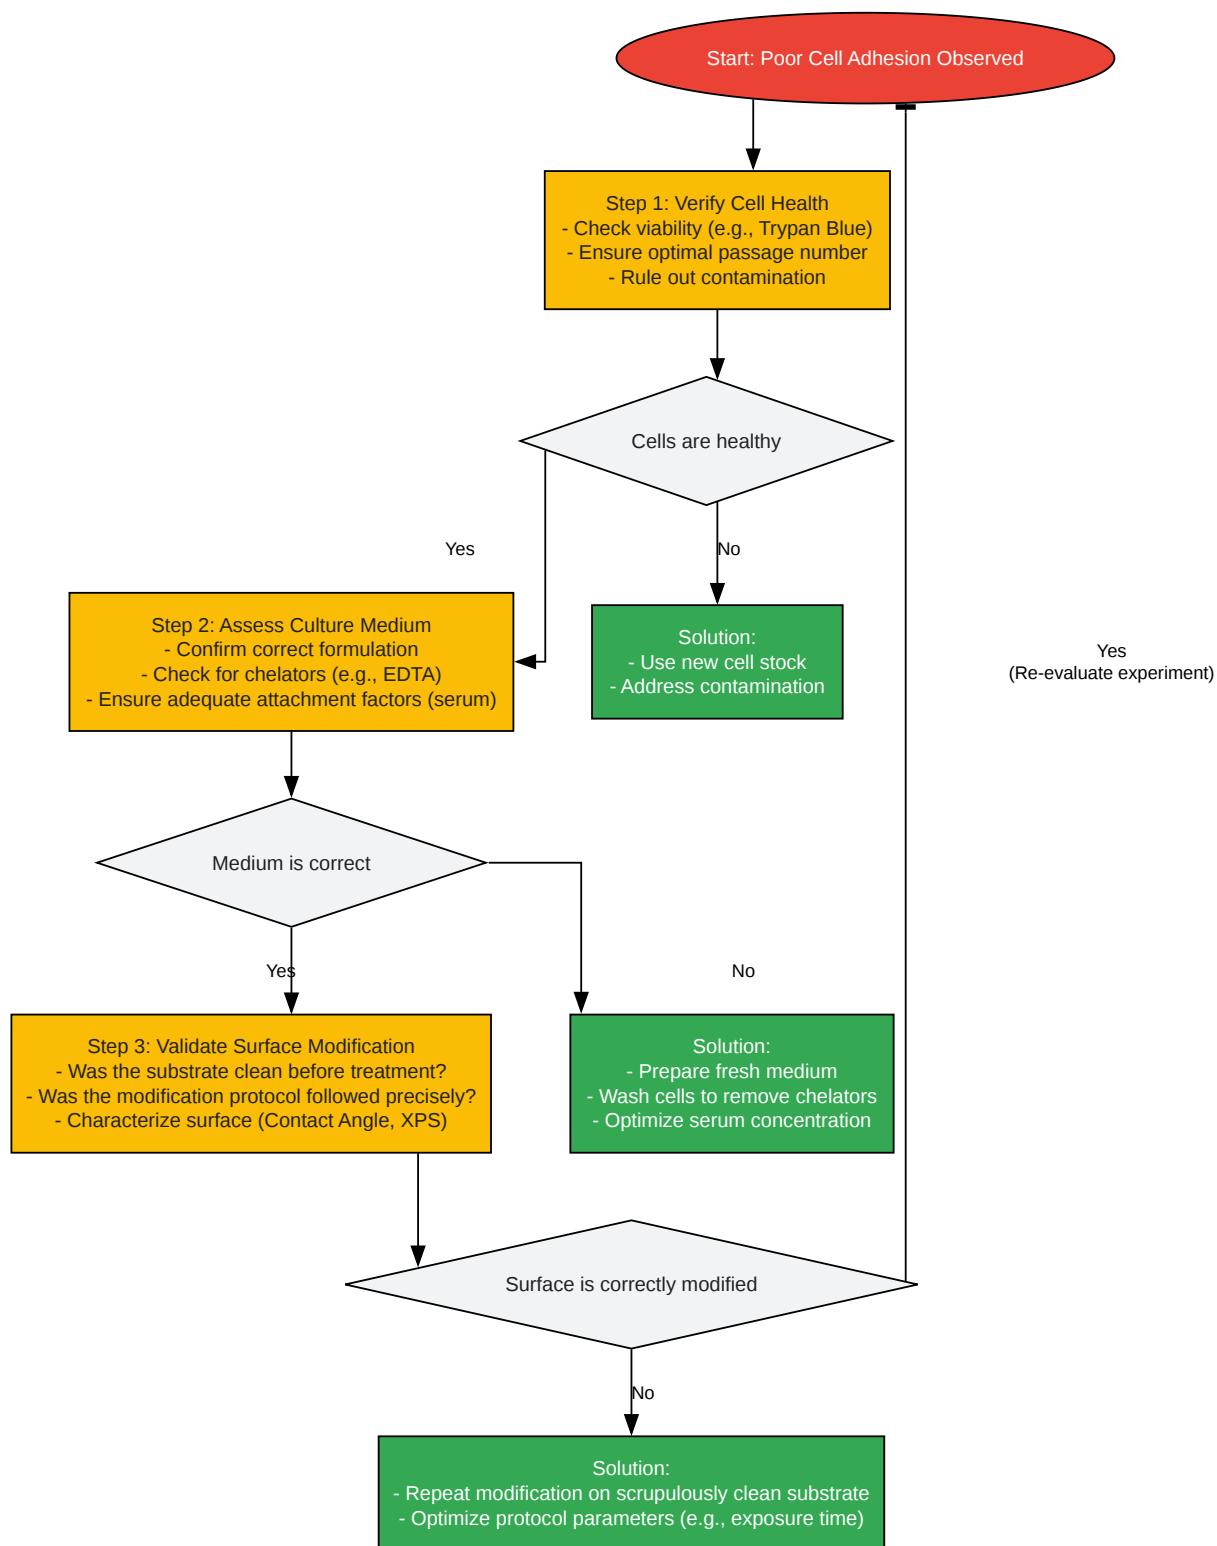 Start: Poor Cell Adhesion Observed
Step 1: Verify Cell Health
- Check viability (e.g., Trypan Blue)
- Ensure optimal passage number
- Rule out contamination
Cells are healthy
Yes
No
Step 2: Assess Culture Medium
- Confirm correct formulation
- Check for chelators (e.g., EDTA)
- Ensure adequate attachment factors (serum)
Solution:
- Use new cell stock
- Address contamination
Yes
(Re-evaluate experiment)
Medium is correct
Yes
No
Step 3: Validate Surface Modification
- Was the substrate clean before treatment?
- Was the modification protocol followed precisely?
- Characterize surface (Contact Angle, XPS)
Solution:
- Prepare fresh medium
- Wash cells to remove chelators
- Optimize serum concentration
Surface is correctly modified
No
Solution:
- Repeat modification on scrupulously clean substrate
- Optimize protocol parameters (e.g., exposure time)